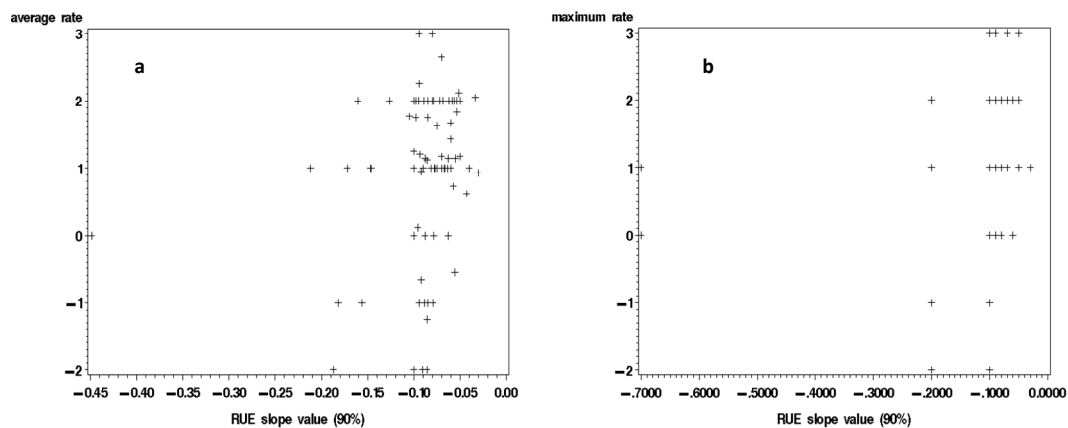 average rate
a
3
2
1
0
−1
−2
−0.45 −0.40 −0.35 −0.30 −0.25 −0.20 −0.15 −0.10 −0.05 0.00
RUE slope value (90%)
maximum rate
b
3
2
1
0
−1
−2
−.7000 −.6000 −.5000 −.4000 −.3000 −.2000 −.1000 0.0000
RUE slope value (90%)